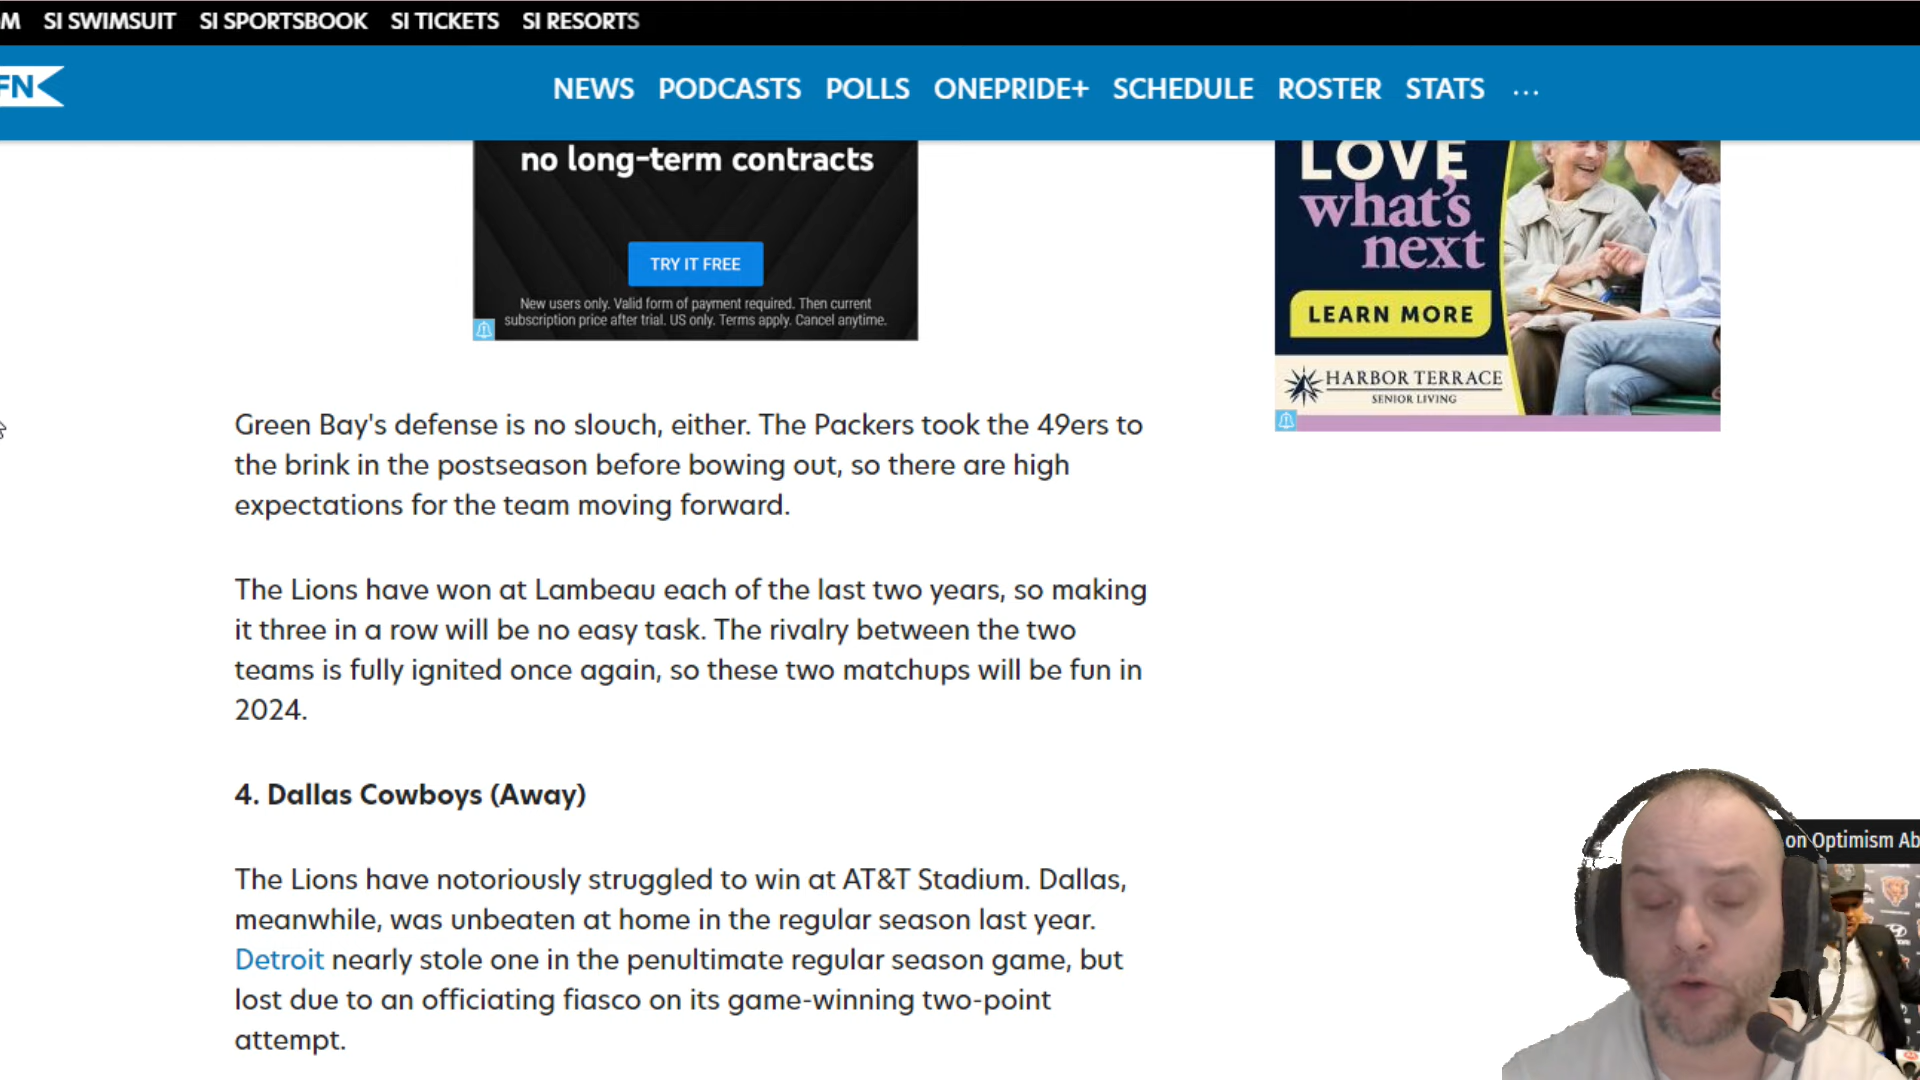 M SI SWIMSUIT SI SPORTSBOOK SI TICKETS SI RESORTS
FN NEWS PODCASTS POLLS ONEPRIDE+ SCHEDULE ROSTER STATS ...
no long-term contracts
TRY IT FREE
New users only. Valid form of payment required. Then current
subscription price after trial. US only. Terms apply. Cancel anytime.
LOVE
what's
next
LEARN MORE
HARBOR TERRACE
SENIOR LIVING
Green Bay's defense is no slouch, either. The Packers took the 49ers to
the brink in the postseason before bowing out, so there are high
expectations for the team moving forward.
The Lions have won at Lambeau each of the last two years, so making
it three in a row will be no easy task. The rivalry between the two
teams is fully ignited once again, so these two matchups will be fun in
2024.
4. Dallas Cowboys (Away)
The Lions have notoriously struggled to win at AT&T Stadium. Dallas,
meanwhile, was unbeaten at home in the regular season last year.
Detroit nearly stole one in the penultimate regular season game, but
lost due to an officiating fiasco on its game-winning two-point
attempt.
on Optimism Ab